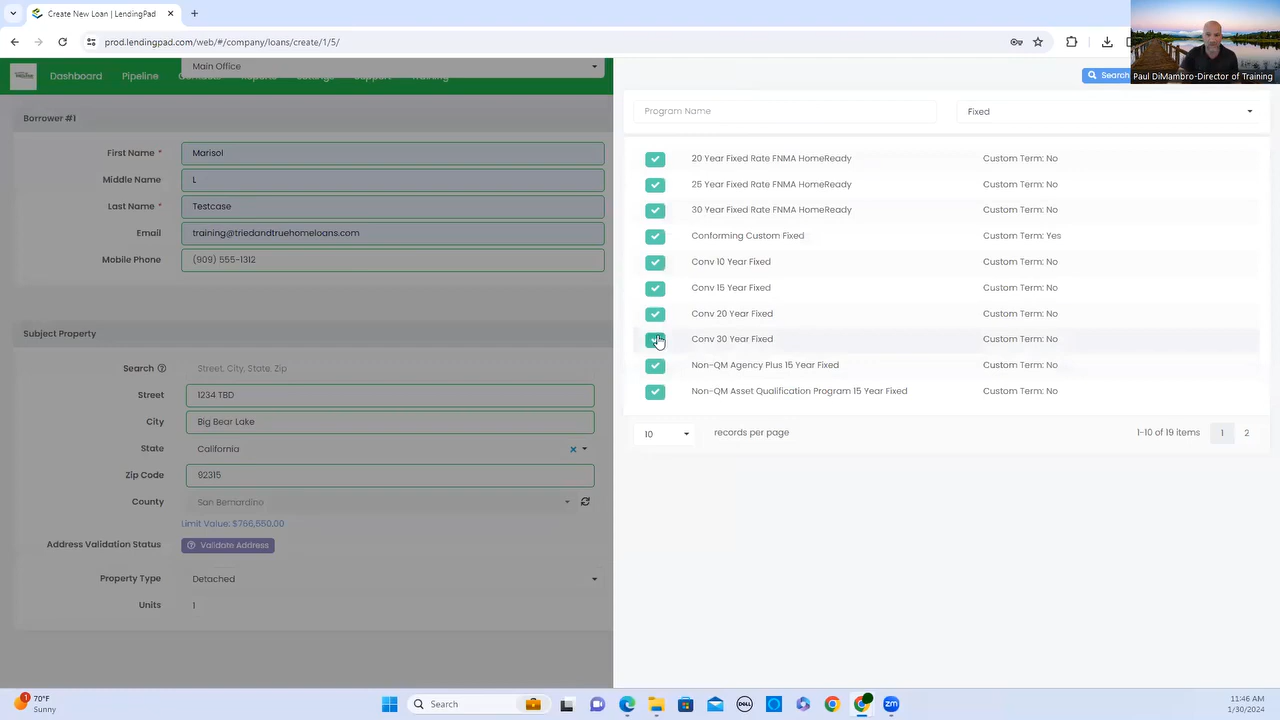 Create New Loan | LendingPad
prod.lendingpad.com/web/#/company/loans/create/1/5/
Paul DiMambro-Director of Training
Main Office
Dashboard Pipeline
Search
Borrower #1
First Name * Marisol
Middle Name L
Last Name * Testcase
Email training@triedandtruehomeloans.com
Mobile Phone (909) 555-1312
Subject Property
Search Street, City, State, Zip
Street 1234 TBD
City Big Bear Lake
State California
Zip Code 92315
County San Bernardino
Limit Value: $766,550.00
Address Validation Status Validate Address
Property Type Detached
Units 1
Program Name Fixed
20 Year Fixed Rate FNMA HomeReady Custom Term: No
25 Year Fixed Rate FNMA HomeReady Custom Term: No
30 Year Fixed Rate FNMA HomeReady Custom Term: No
Conforming Custom Fixed Custom Term: Yes
Conv 10 Year Fixed Custom Term: No
Conv 15 Year Fixed Custom Term: No
Conv 20 Year Fixed Custom Term: No
Conv 30 Year Fixed Custom Term: No
Non-QM Agency Plus 15 Year Fixed Custom Term: No
Non-QM Asset Qualification Program 15 Year Fixed Custom Term: No
10 records per page 1-10 of 19 items 1 2
1 70°F
Sunny
Search
DELL
zm
11:46 AM
1/30/2024